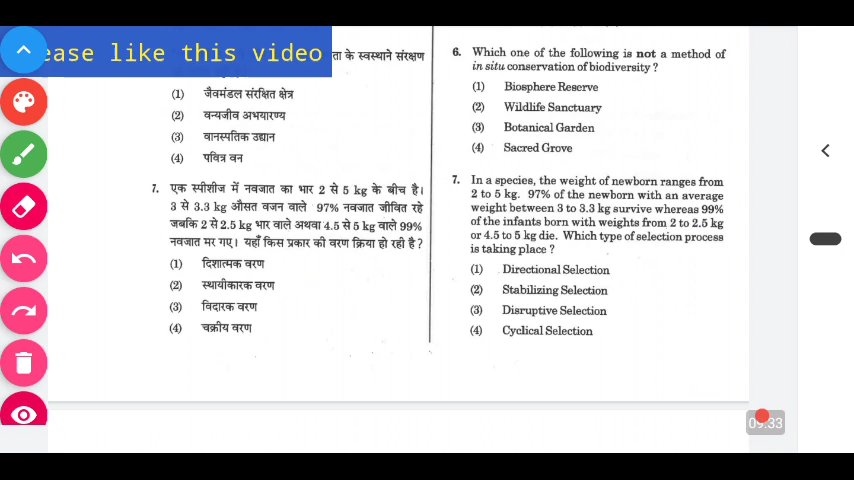 ease like this video
ता के स्वस्थाने संरक्षण
(1) जैवमंडल संरक्षित क्षेत्र
(2) वन्यजीव अभयारण्य
(3) वानस्पतिक उद्यान
(4) पवित्र वन
7. एक स्पीशीज में नवजात का भार 2 से 5 kg के बीच है।
3 से 3.3 kg औसत वजन वाले 97% नवजात जीवित रहे
जबकि 2 से 2.5 kg भार वाले अथवा 4.5 से 5 kg वाले 99%
नवजात मर गए। यहाँ किस प्रकार की वरण क्रिया हो रही है?
(1) दिशात्मक वरण
(2) स्थायीकारक वरण
(3) विदारक वरण
(4) चक्रीय वरण
6. Which one of the following is not a method of
in situ conservation of biodiversity ?
(1) Biosphere Reserve
(2) Wildlife Sanctuary
(3) Botanical Garden
(4) Sacred Grove
7. In a species, the weight of newborn ranges from
2 to 5 kg. 97% of the newborn with an average
weight between 3 to 3.3 kg survive whereas 99%
of the infants born with weights from 2 to 2.5 kg
or 4.5 to 5 kg die. Which type of selection process
is taking place ?
(1) Directional Selection
(2) Stabilizing Selection
(3) Disruptive Selection
(4) Cyclical Selection
09:33